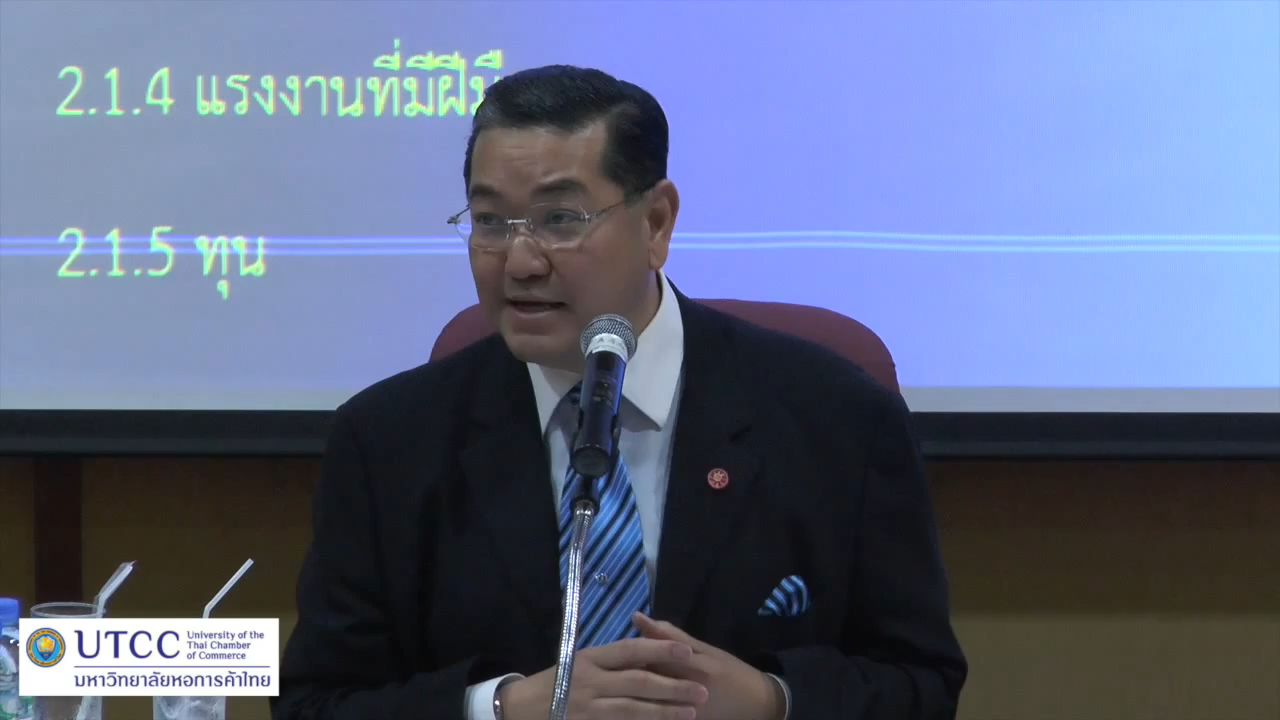 2.1.4 แรงงานที่มีฝีมือ
2.1.5 ทุน
UTCC
University of the
Thai Chamber
of Commerce
มหาวิทยาลัยหอการค้าไทย